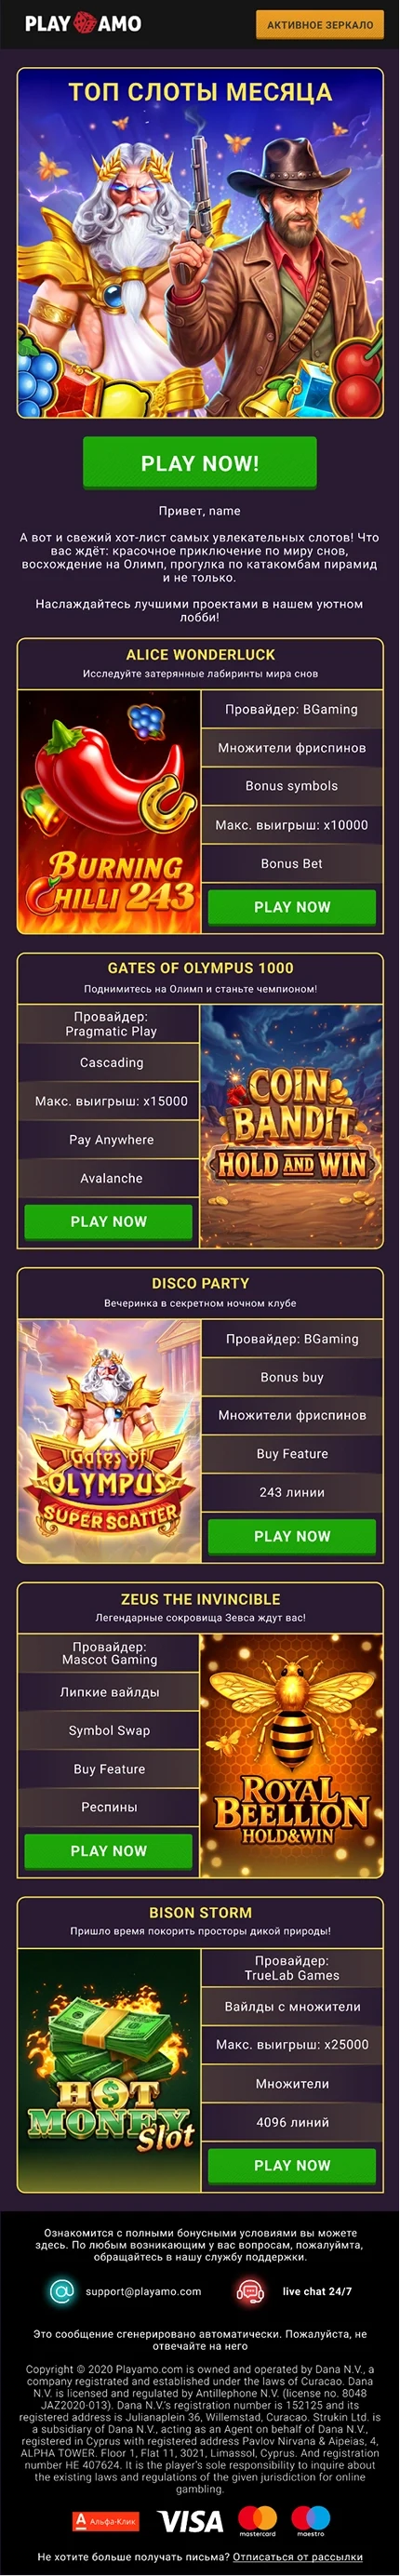 PLAY AMO
АКТИВНОЕ ЗЕРКАЛО
ТОП СЛОТЫ МЕСЯЦА
PLAY NOW!
Привет, name
А вот и свежий хот-лист самых увлекательных слотов! Что
вас ждёт: красочное приключение по миру снов,
восхождение на Олимп, прогулка по катакомбам пирамид
и не только.
Наслаждайтесь лучшими проектами в нашем уютном
лобби!
ALICE WONDERLUCK
Исследуйте затерянные лабиринты мира снов
BURNING
CHILLI 243
Провайдер: BGaming
Множители фриспинов
Bonus symbols
Макс. выигрыш: x10000
Bonus Bet
PLAY NOW
GATES OF OLYMPUS 1000
Поднимитесь на Олимп и станьте чемпионом!
Провайдер:
Pragmatic Play
Cascading
Макс. выигрыш: x15000
Pay Anywhere
Avalanche
PLAY NOW
COIN
BANDIT
HOLD AND WIN
DISCO PARTY
Вечеринка в секретном ночном клубе
Gates of
OLYMPUS
SUPER SCATTER
Провайдер: BGaming
Bonus buy
Множители фриспинов
Buy Feature
243 линии
PLAY NOW
ZEUS THE INVINCIBLE
Легендарные сокровища Зевса ждут вас!
Провайдер:
Mascot Gaming
Липкие вайлды
Symbol Swap
Buy Feature
Респины
PLAY NOW
ROYAL
BEELLION
HOLD&WIN
BISON STORM
Пришло время покорить просторы дикой природы!
HOT
MONEY
Slot
Провайдер:
TrueLab Games
Вайлды с множители
Макс. выигрыш: x25000
Множители
4096 линий
PLAY NOW
Ознакомится с полными бонусными условиями вы можете
здесь. По любым возникающим у вас вопросам, пожалуймта,
обращайтесь в нашу службу поддержки.
support@playamo.com
live chat 24/7
Это сообщение сгенерировано автоматически. Пожалуйста, не
отвечайте на него
Copyright © 2020 Playamo.com is owned and operated by Dana N.V., a
company registrated and established under the laws of Curacao. Dana
N.V. is licensed and regulated by Antillephone N.V. (license no. 8048
JAZ2020-013). Dana N.V.'s registration number is 152125 and its
registered address is Julianaplein 36, Willemstad, Curacao. Strukin Ltd. is
a subsidiary of Dana N.V., acting as an Agent on behalf of Dana N.V.,
registered in Cyprus with registered address Pavlov Nirvana & Aipeias, 4,
ALPHA TOWER. Floor 1, Flat 11, 3021, Limassol, Cyprus. And registration
number HE 407624. It is the player's sole responsibility to inquire about
the existing laws and regulations of the given jurisdiction for online
gambling.
А Альфа-Клик
VISA
mastercard
maestro
Не хотите больше получать письма? Отписаться от рассылки